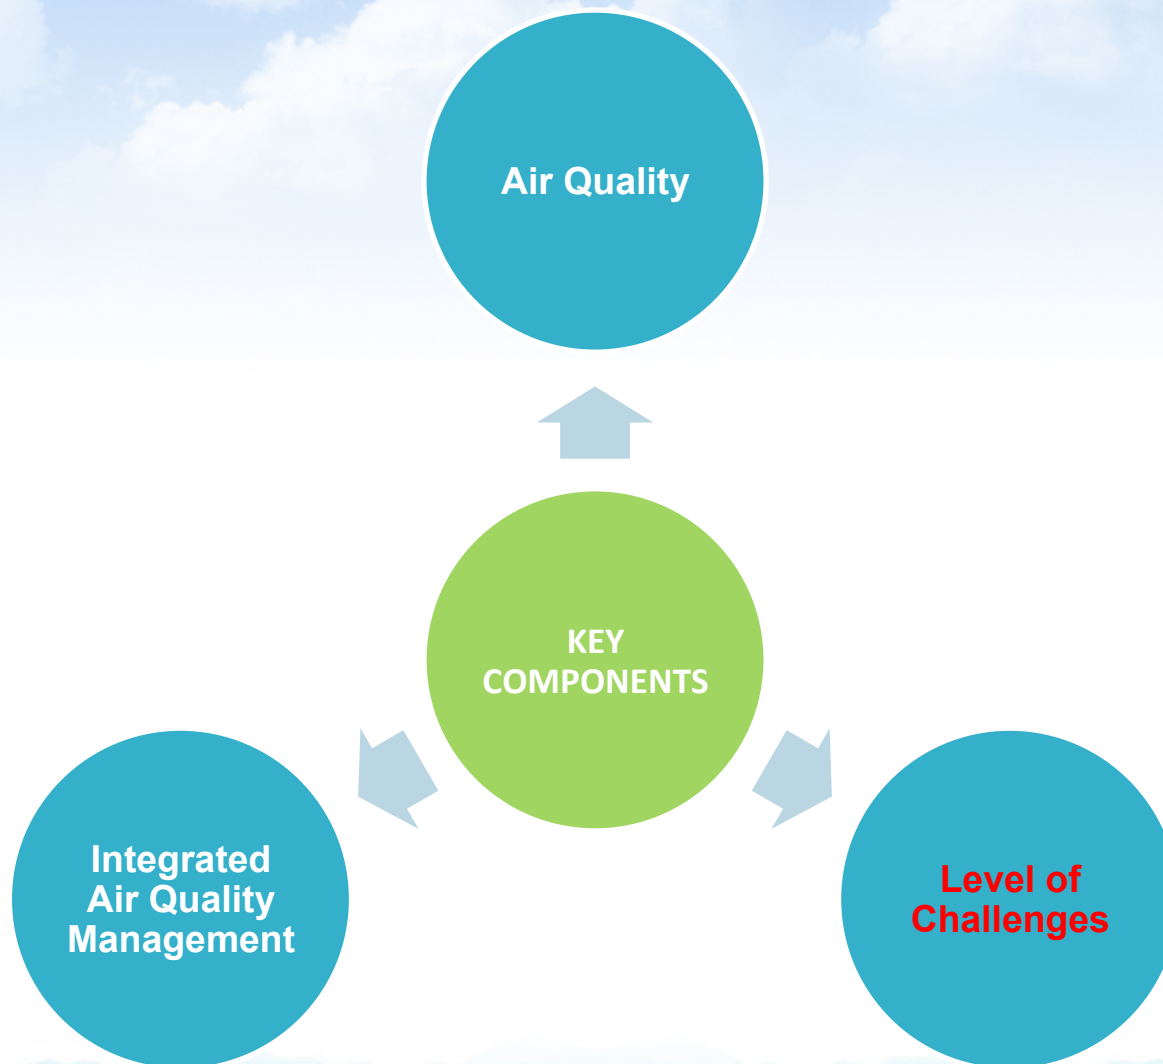 Air Quality
KEY
COMPONENTS
Integrated
Air Quality
Management
Level of
Challenges